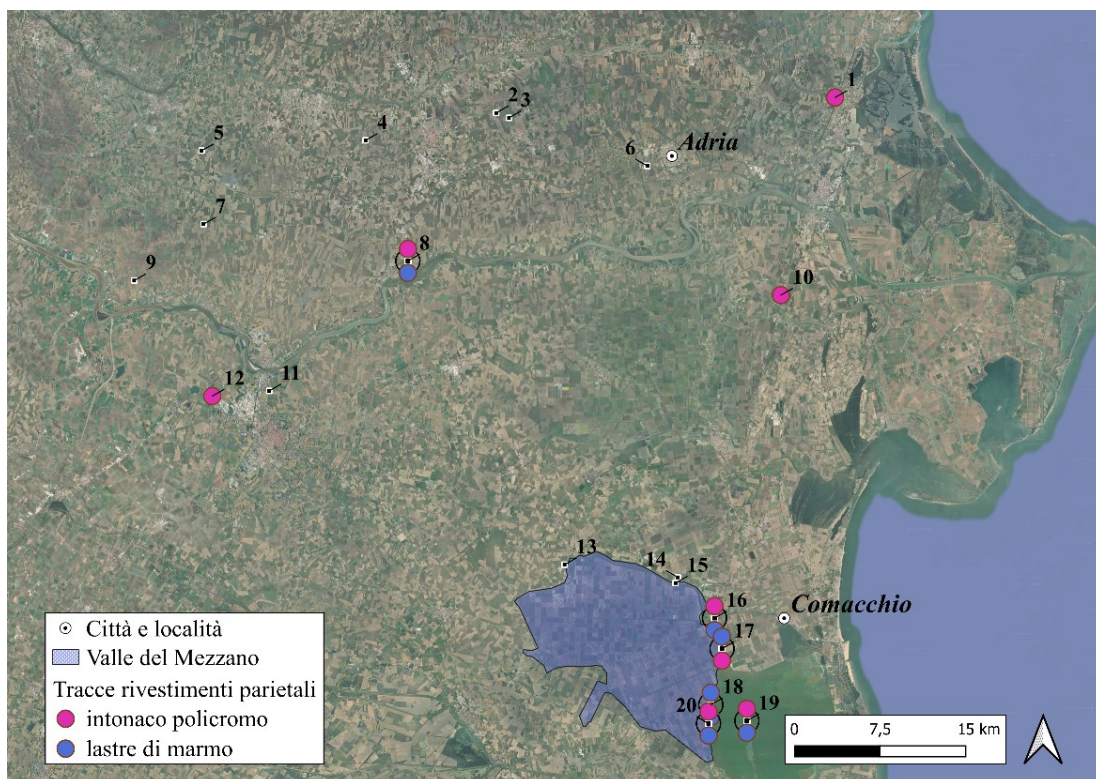 1
2
3
4
5
Adria
6
7
8
9
10
11
12
13
14
15
16
Comacchio
17
18
19
20
Città e località
Valle del Mezzano
Tracce rivestimenti parietali
intonaco policromo
lastre di marmo
0 7,5 15 km